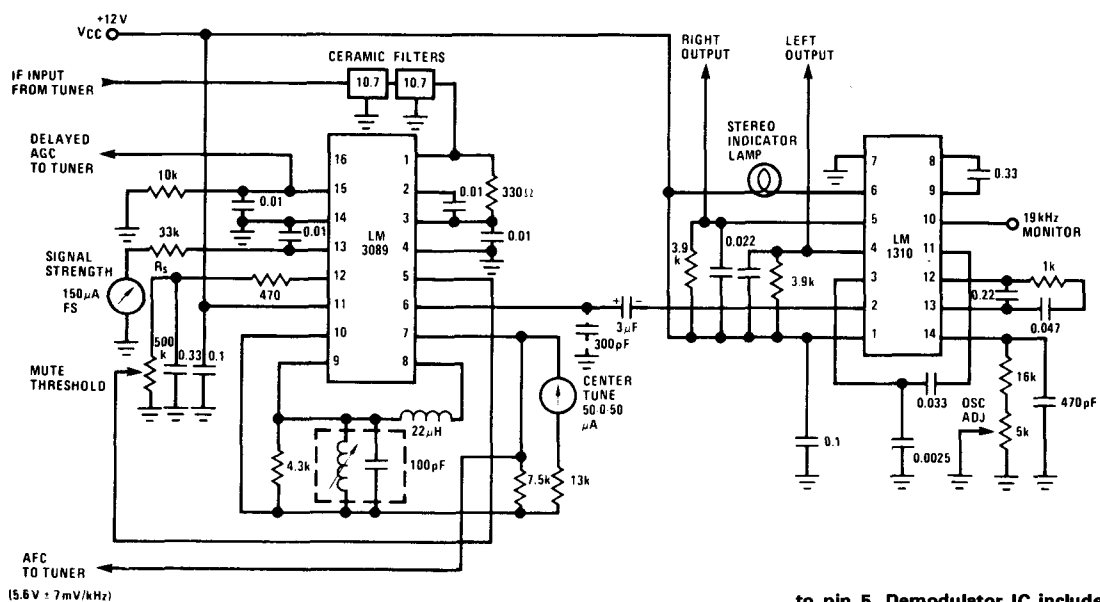 +12 V
VCC
IF INPUT
FROM TUNER
DELAYED
AGC
TO TUNER
10k
0.01
33k
0.01
RS
SIGNAL
STRENGTH
150µA
FS
470
500
k
0.33
0.1
MUTE
THRESHOLD
CERAMIC FILTERS
10.7
10.7
16
15
14
13
12
11
10
9
LM
3089
1
2
3
4
5
6
7
8
0.01
330Ω
0.01
4.3k
100pF
22µH
3µF
300pF
CENTER
TUNE
50-0-50
µA
7.5k
13k
AFC
TO TUNER
(5.6V ± 7mV/kHz)
RIGHT
OUTPUT
LEFT
OUTPUT
STEREO
INDICATOR
LAMP
3.9
k
0.022
3.9k
0.1
7
6
5
4
3
2
1
LM
1310
8
9
10
11
12
13
14
0.33
19kHz
MONITOR
1k
0.22
0.047
0.033
0.0025
OSC
ADJ
16k
5k
470pF
to pin 5. Demodulator IC include